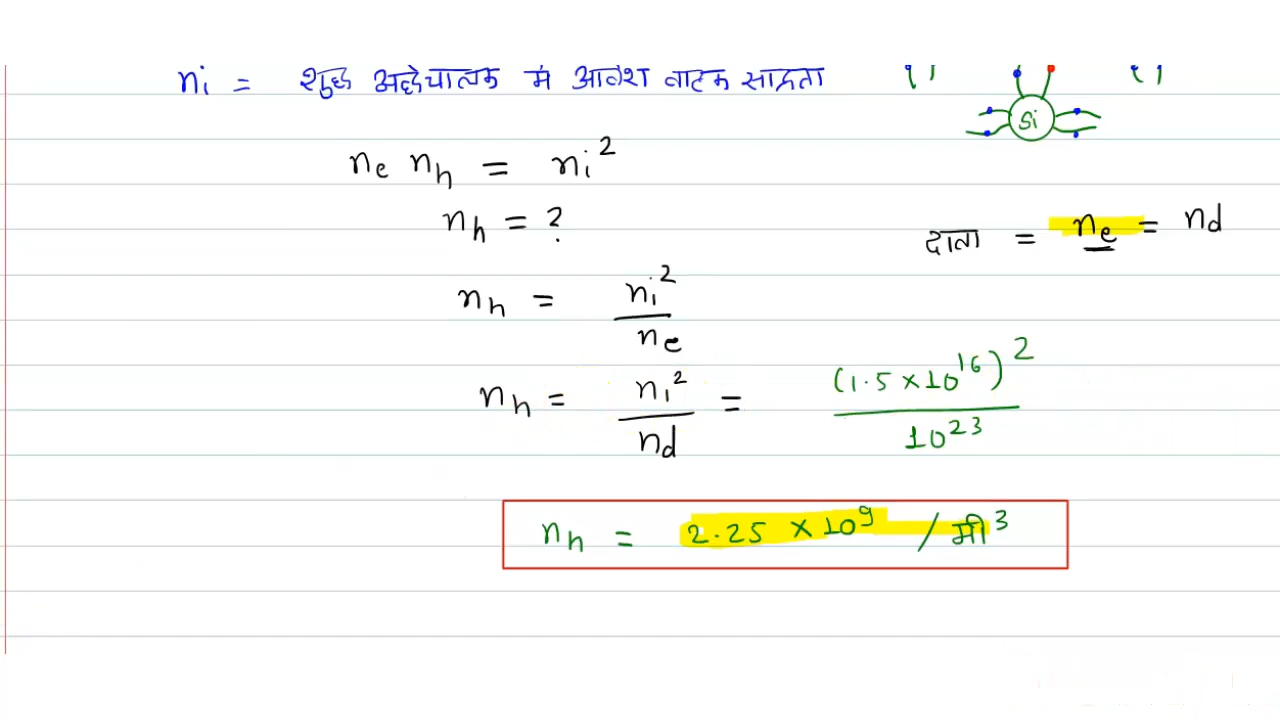 ni = शुद्ध अर्द्धचालक में आवेश वाहक सांद्रता
Si
ne nh = ni²
nh = ?
दाता = ne = nd
nh = ni² / ne
nh = ni² / nd = (1.5 × 10¹⁶)² / 10²³
nh = 2.25 × 10⁹ / मी³